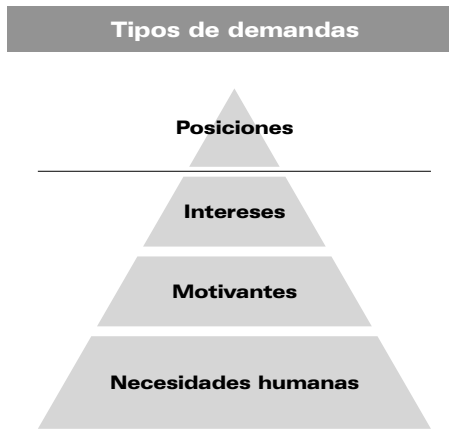 Tipos de demandas
Posiciones
Intereses
Motivantes
Necesidades humanas